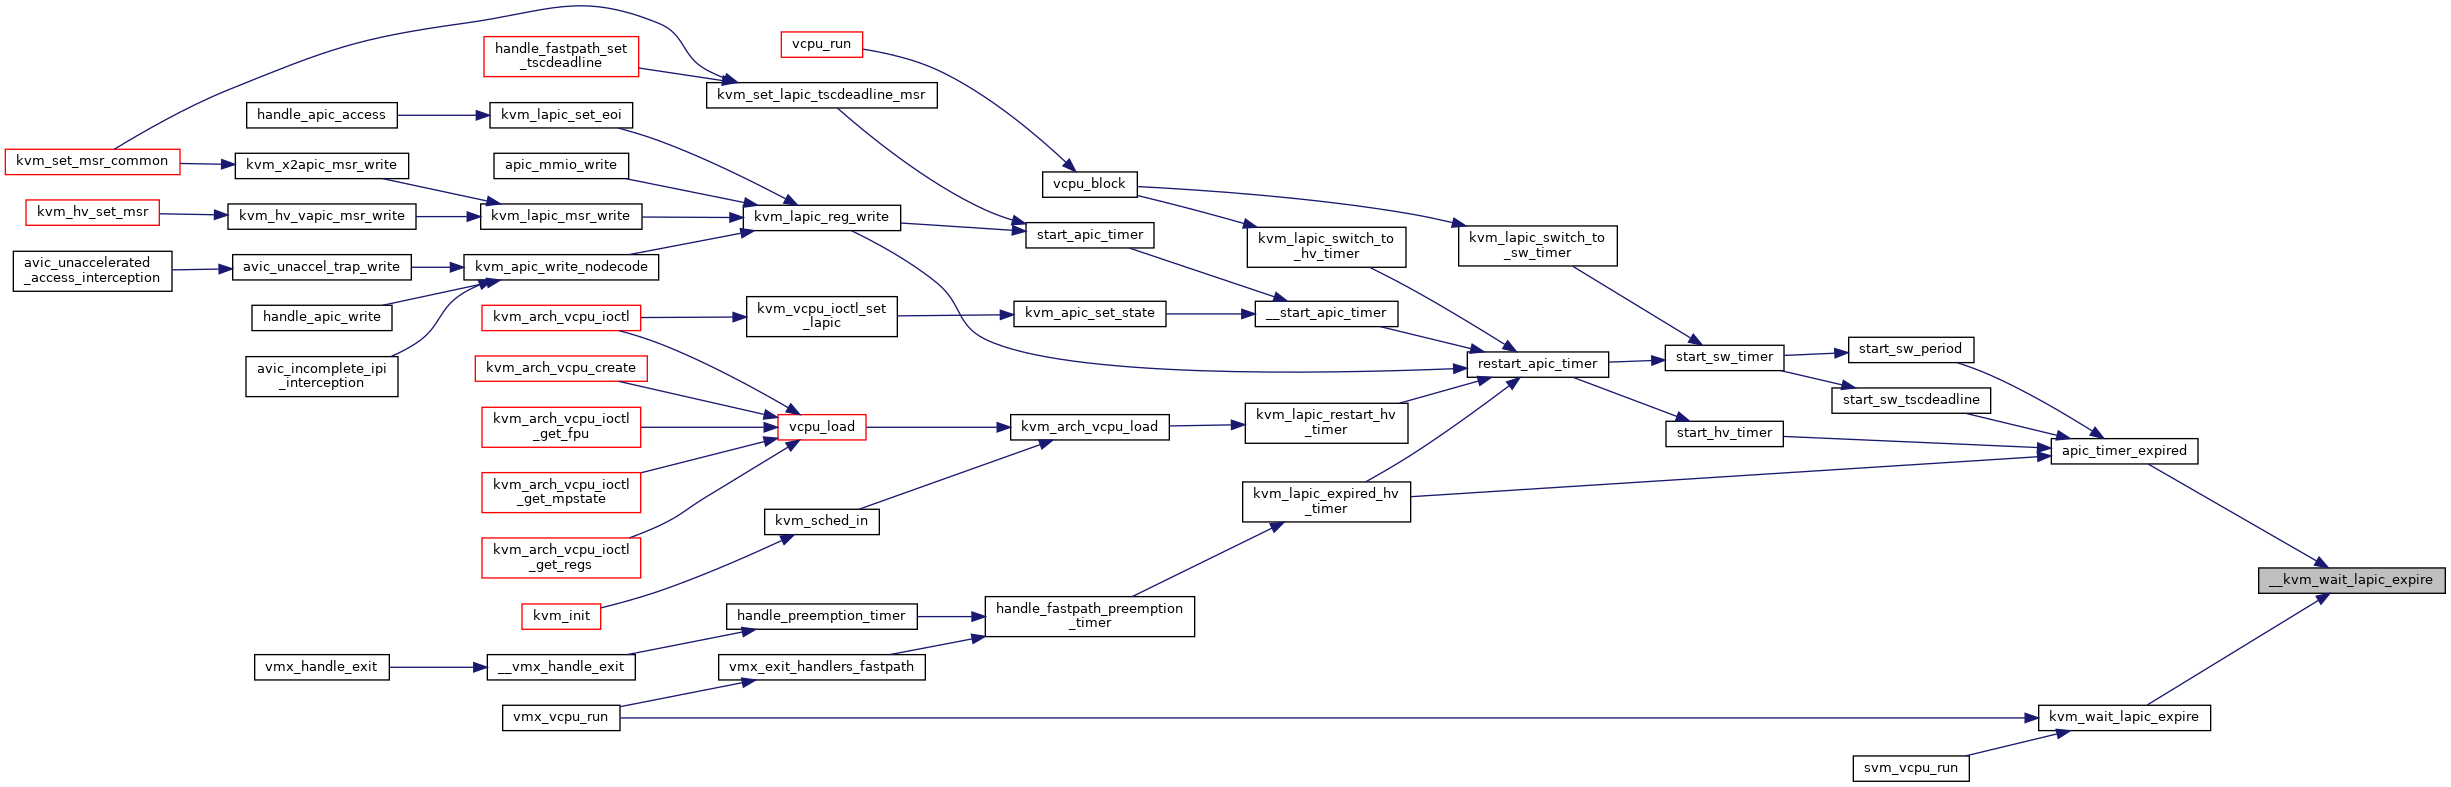 vcpu_run
handle_fastpath_set
_tscdeadline
kvm_set_lapic_tscdeadline_msr
handle_apic_access
kvm_lapic_set_eoi
kvm_set_msr_common
kvm_x2apic_msr_write
apic_mmio_write
vcpu_block
kvm_hv_set_msr
kvm_hv_vapic_msr_write
kvm_lapic_msr_write
kvm_lapic_reg_write
start_apic_timer
kvm_lapic_switch_to
_hv_timer
kvm_lapic_switch_to
_sw_timer
avic_unaccelerated
_access_interception
avic_unaccel_trap_write
kvm_apic_write_nodecode
handle_apic_write
kvm_arch_vcpu_ioctl
kvm_vcpu_ioctl_set
_lapic
kvm_apic_set_state
__start_apic_timer
avic_incomplete_ipi
_interception
kvm_arch_vcpu_create
restart_apic_timer
start_sw_timer
start_sw_period
start_sw_tscdeadline
kvm_arch_vcpu_ioctl
_get_fpu
vcpu_load
kvm_arch_vcpu_load
kvm_lapic_restart_hv
_timer
start_hv_timer
apic_timer_expired
kvm_arch_vcpu_ioctl
_get_mpstate
kvm_lapic_expired_hv
_timer
kvm_sched_in
kvm_arch_vcpu_ioctl
_get_regs
__kvm_wait_lapic_expire
kvm_init
handle_preemption_timer
handle_fastpath_preemption
_timer
vmx_handle_exit
__vmx_handle_exit
vmx_exit_handlers_fastpath
vmx_vcpu_run
kvm_wait_lapic_expire
svm_vcpu_run